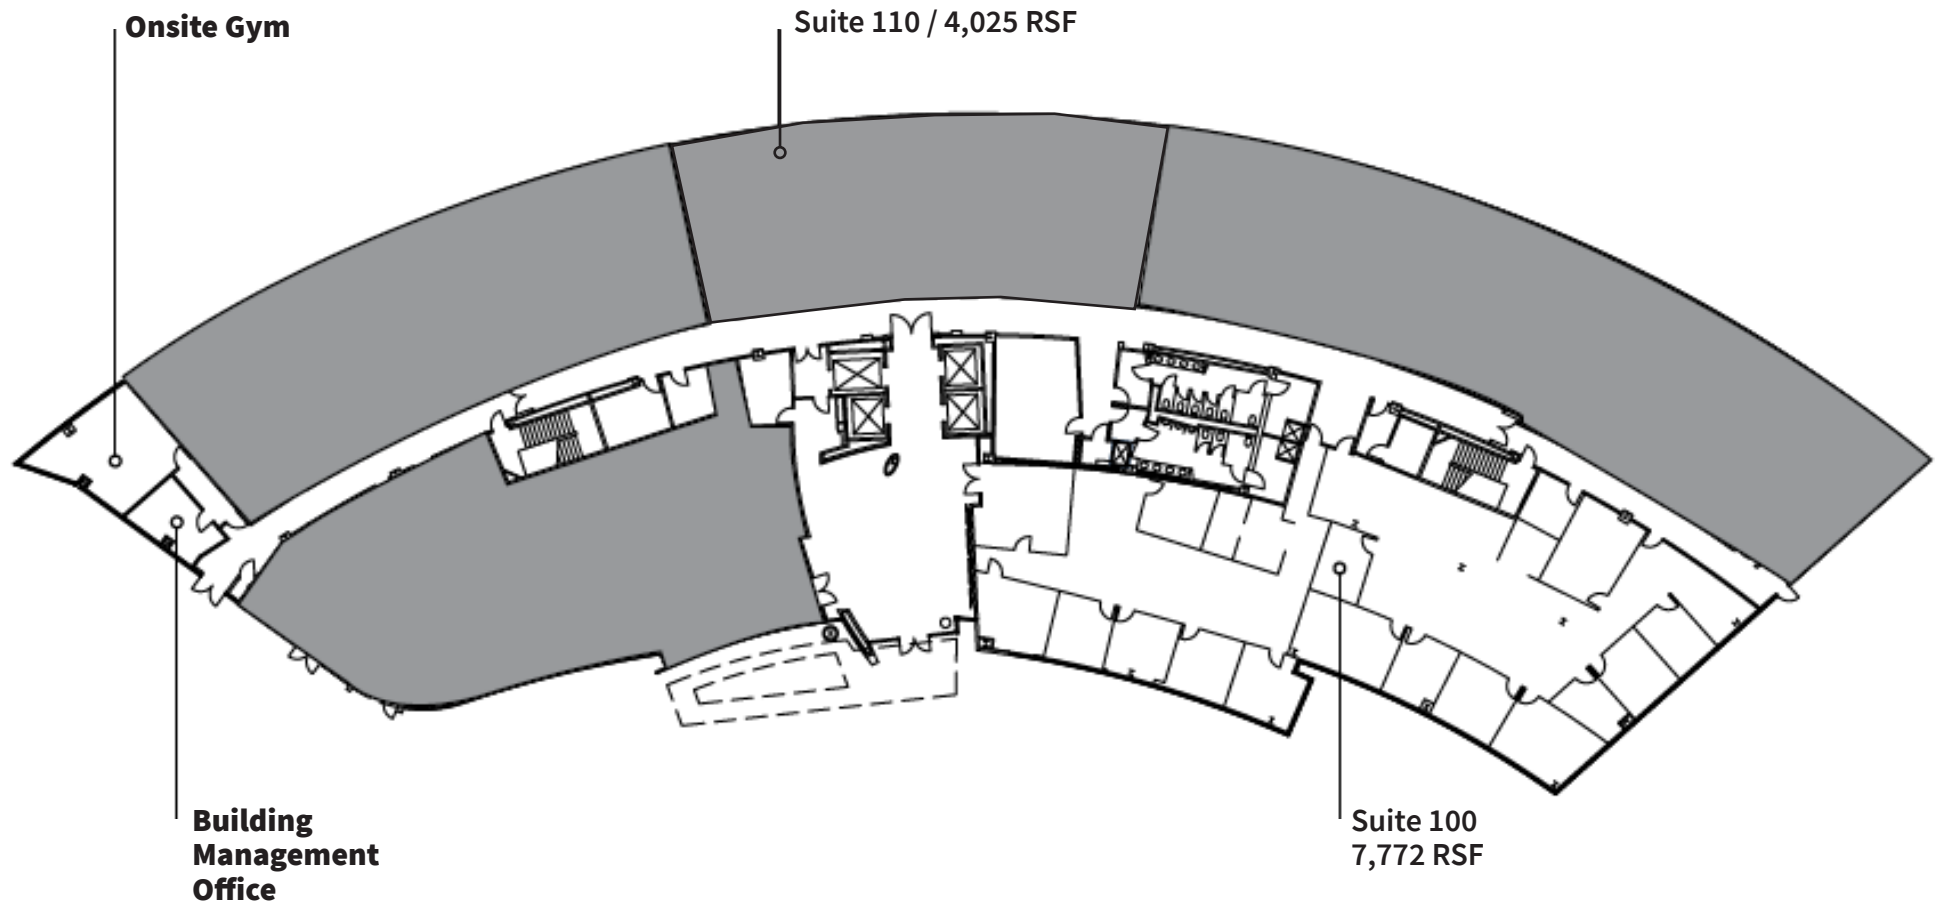 Onsite Gym
Suite 110 / 4,025 RSF
Building
Management
Office
Suite 100
7,772 RSF